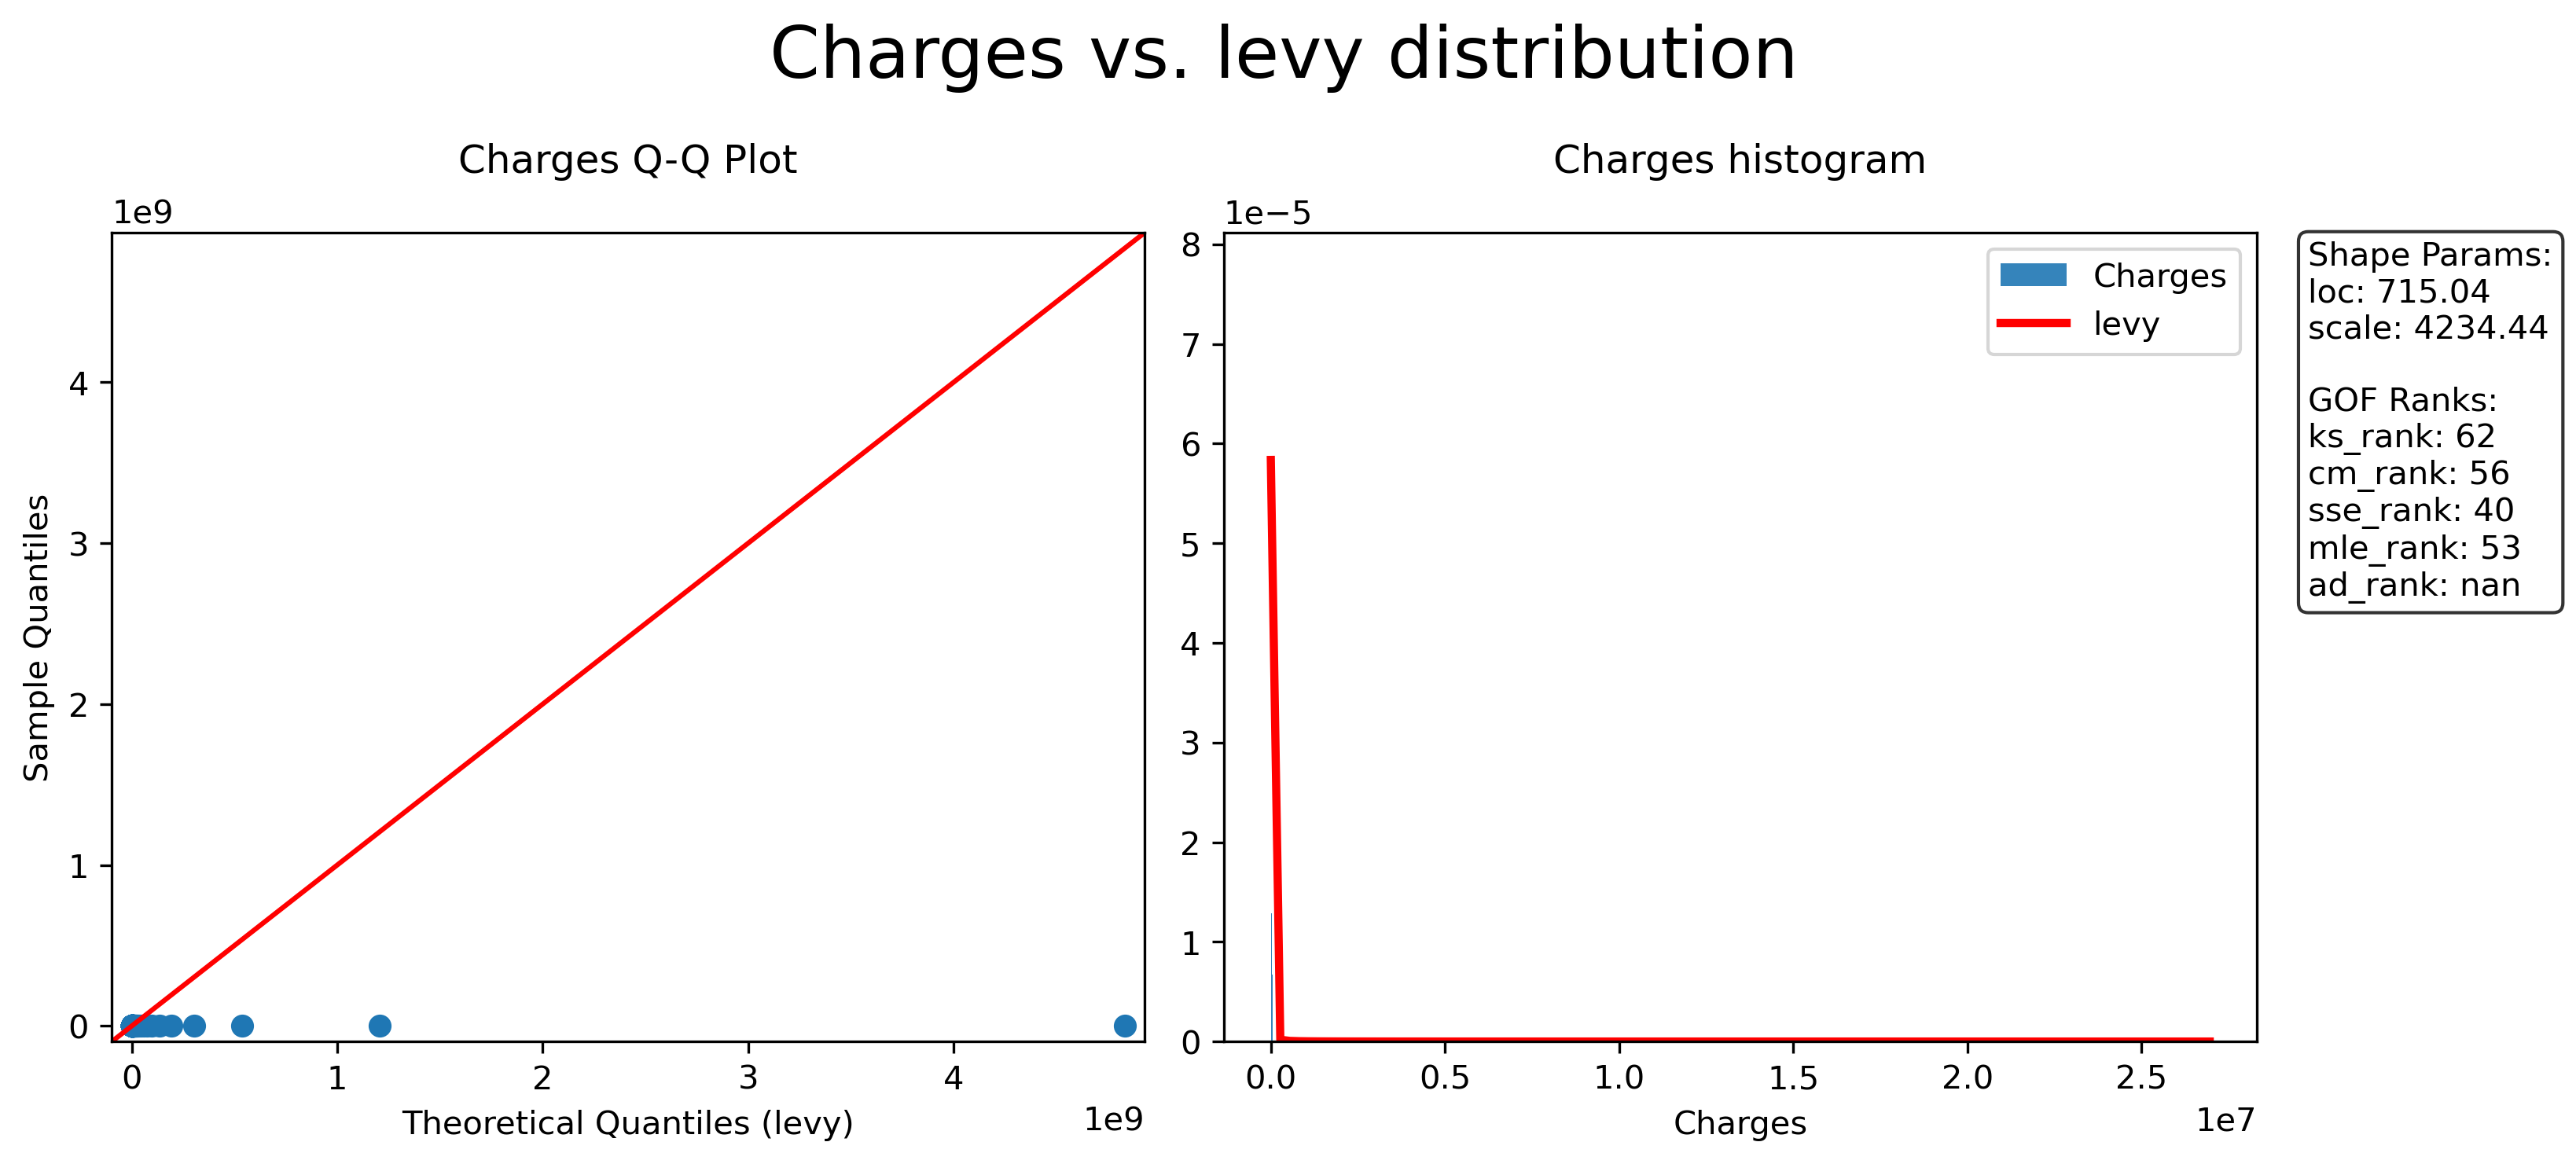 Charges vs. levy distribution
Charges Q-Q Plot
1e9
4
3
2
1
0
Sample Quantiles
0 1 2 3 4
1e9
Theoretical Quantiles (levy)
Charges histogram
1e−5
8
7
6
5
4
3
2
1
0
Charges
levy
0.0 0.5 1.0 1.5 2.0 2.5
1e7
Charges
Shape Params:
loc: 715.04
scale: 4234.44
GOF Ranks:
ks_rank: 62
cm_rank: 56
sse_rank: 40
mle_rank: 53
ad_rank: nan